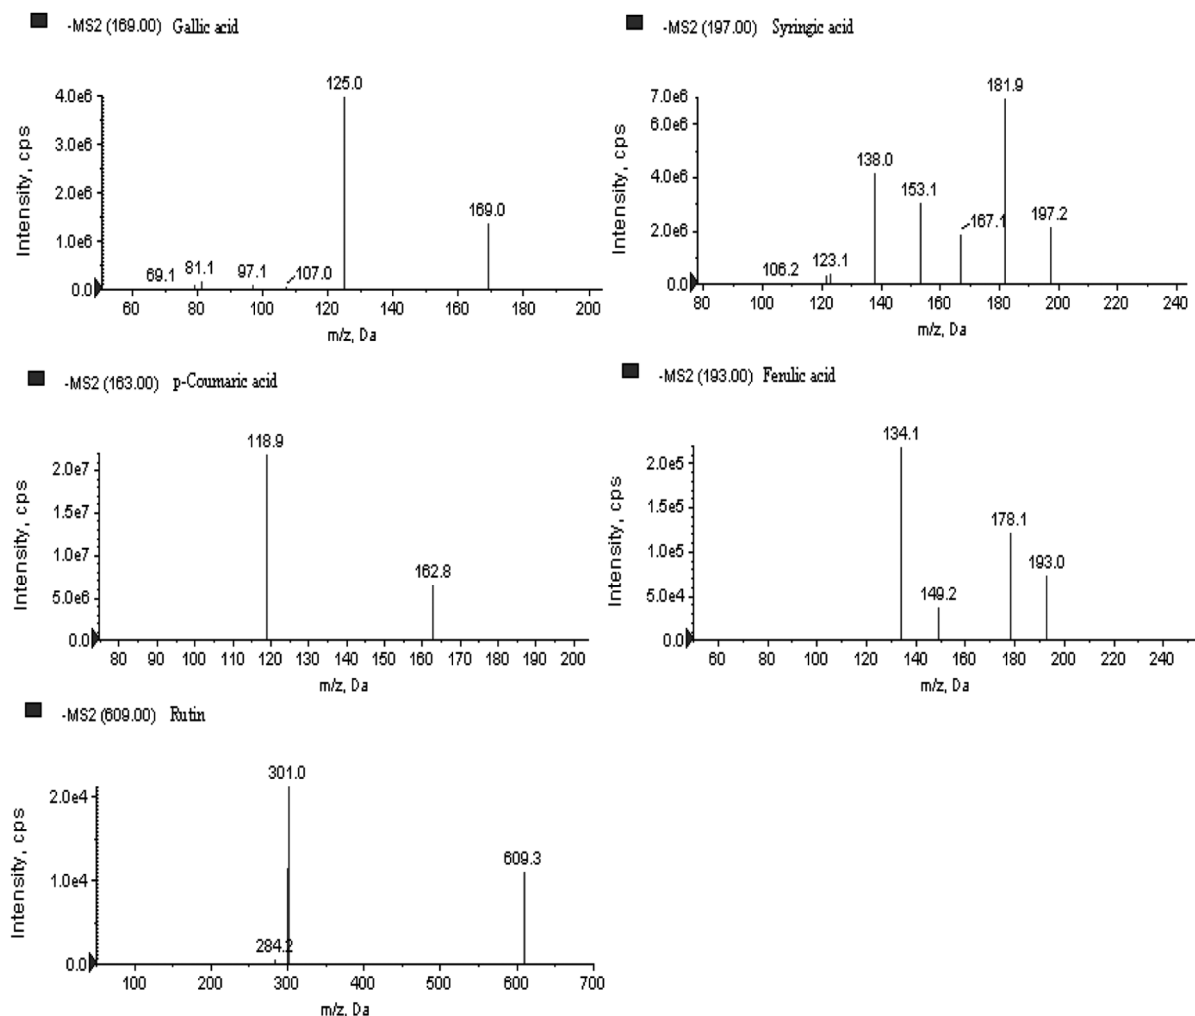 -MS2 (169.00) Gallic acid
125.0
4.0e6
3.0e6
2.0e6
1.0e6
0.0
Intensity, cps
169.0
69.1
81.1
97.1
107.0
60 80 100 120 140 160 180 200
m/z, Da
-MS2 (197.00) Syringic acid
181.9
7.0e6
6.0e6
4.0e6
2.0e6
0.0
Intensity, cps
138.0
153.1
167.1
197.2
106.2
123.1
80 100 120 140 160 180 200 220 240
m/z, Da
-MS2 (163.00) p-Coumaric acid
118.9
2.0e7
1.5e7
1.0e7
5.0e6
0.0
Intensity, cps
162.8
80 90 100 110 120 130 140 150 160 170 180 190 200
m/z, Da
-MS2 (193.00) Ferulic acid
134.1
2.0e5
1.5e5
1.0e5
5.0e4
0.0
Intensity, cps
178.1
193.0
149.2
60 80 100 120 140 160 180 200 220 240
m/z, Da
-MS2 (609.00) Rutin
301.0
2.0e4
1.0e4
0.0
Intensity, cps
609.3
284.2
100 200 300 400 500 600 700
m/z, Da